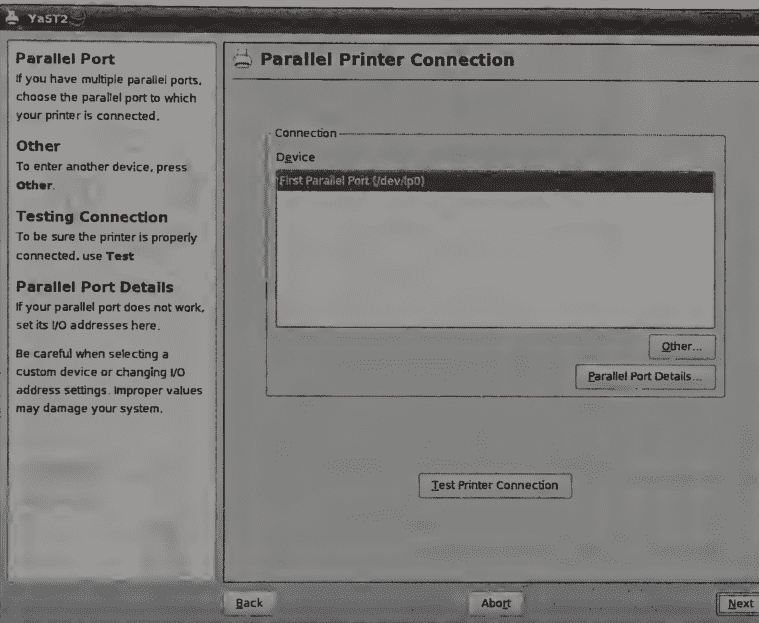 YaST2
Parallel Port
If you have multiple parallel ports,
choose the parallel port to which
your printer is connected.
Other
To enter another device, press
Other.
Testing Connection
To be sure the printer is properly
connected, use Test
Parallel Port Details
If your parallel port does not work,
set its I/O addresses here.
Be careful when selecting a
custom device or changing I/O
address settings. Improper values
may damage your system.
Parallel Printer Connection
Connection
Device
First Parallel Port (/dev/lp0)
Other...
Parallel Port Details...
Test Printer Connection
Back
Abort
Next